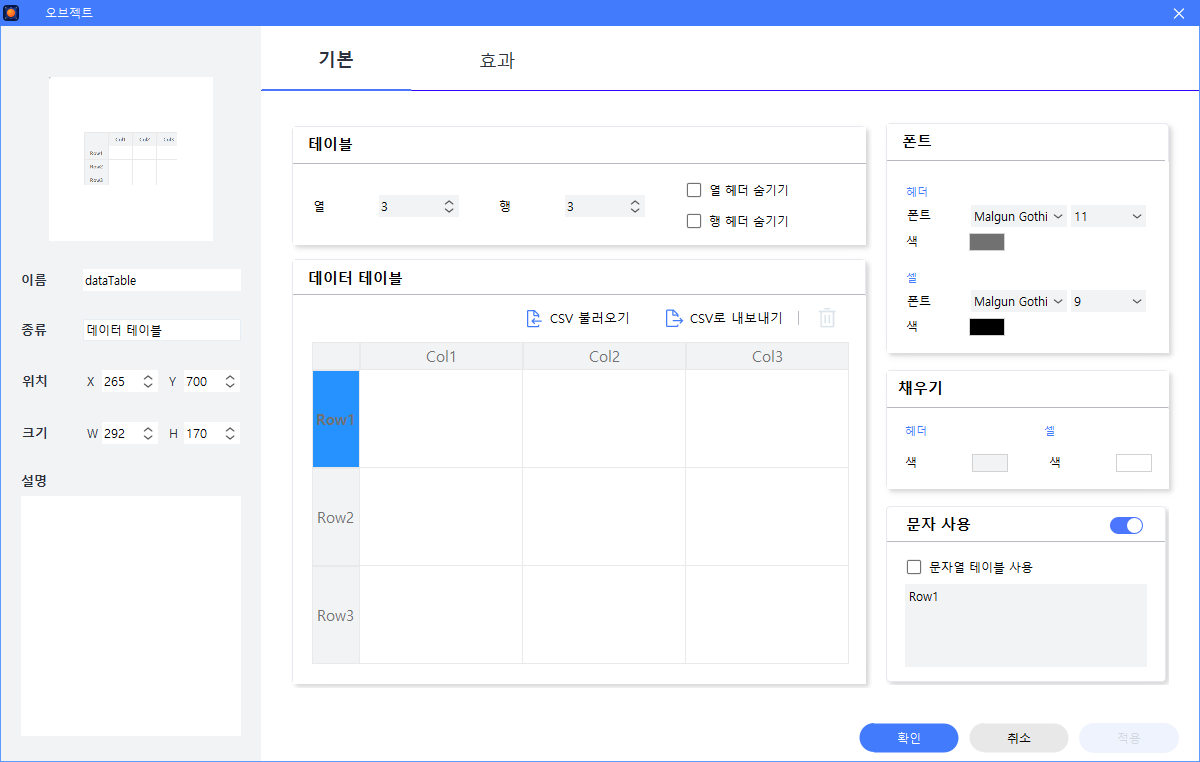 오브젝트
기본 효과
Col1 Col2 Col3
Row1
Row2
Row3
이름 dataTable
종류 데이터 테이블
위치 X 265 Y 700
크기 W 292 H 170
설명
테이블
열 3 행 3
열 헤더 숨기기
행 헤더 숨기기
데이터 테이블
CSV 불러오기 CSV로 내보내기
Col1 Col2 Col3
Row1
Row2
Row3
폰트
헤더
폰트 Malgun Gothi 11
색
셀
폰트 Malgun Gothi 9
색
채우기
헤더 셀
색 색
문자 사용
문자열 테이블 사용
Row1
확인 취소 적용